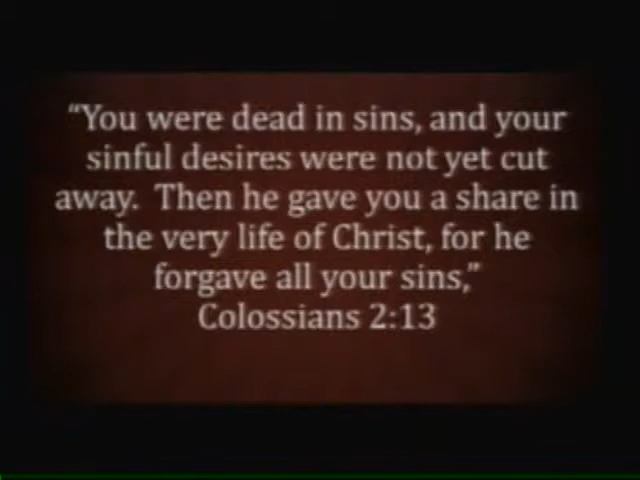 “You were dead in sins, and your
sinful desires were not yet cut
away.  Then he gave you a share in
the very life of Christ, for he
forgave all your sins,”
Colossians 2:13